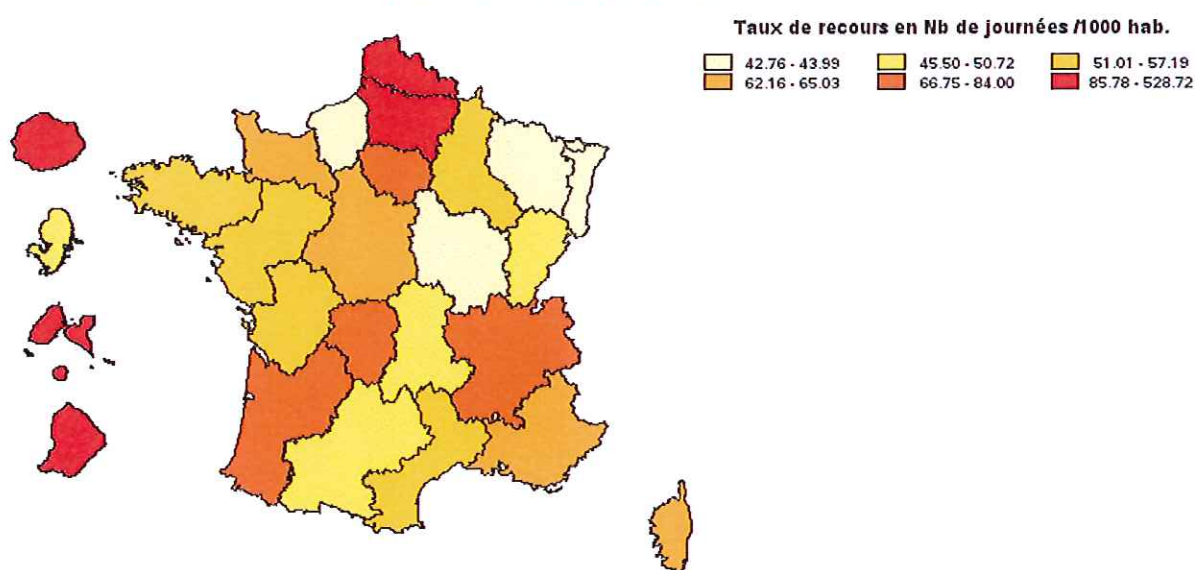 Taux de recours en Nb de journées /1000 hab.
42.76 - 43.99 45.50 - 50.72 51.01 - 57.19
62.16 - 65.03 66.75 - 84.00 85.78 - 528.72